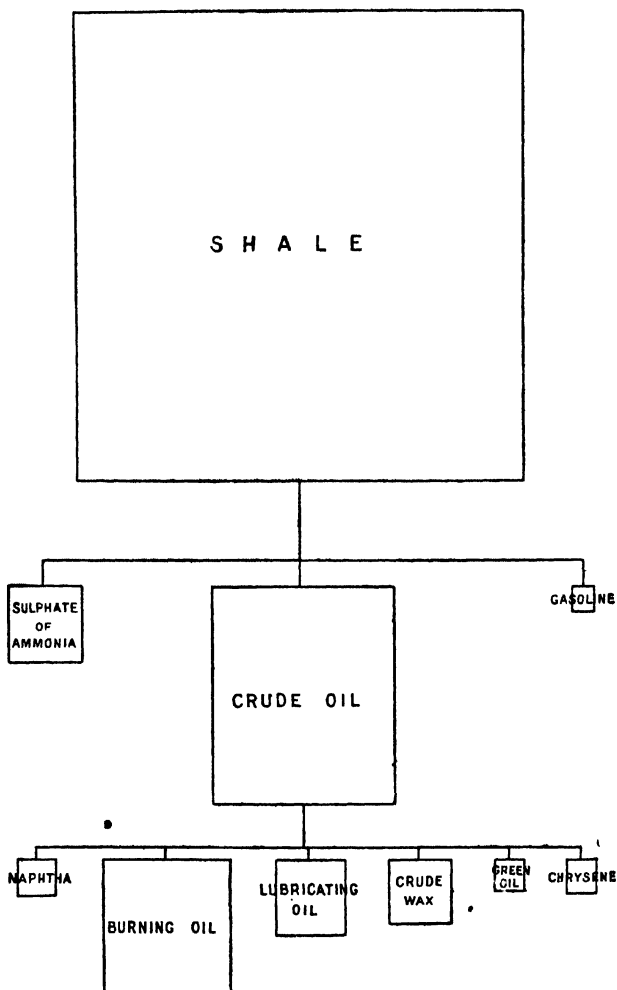 SHALE
SULPHATE
OF
AMMONIA
CRUDE OIL
GASOLINE
NAPHTHA
BURNING OIL
LUBRICATING
OIL
CRUDE
WAX
GREEN
OIL
CHRYSENE